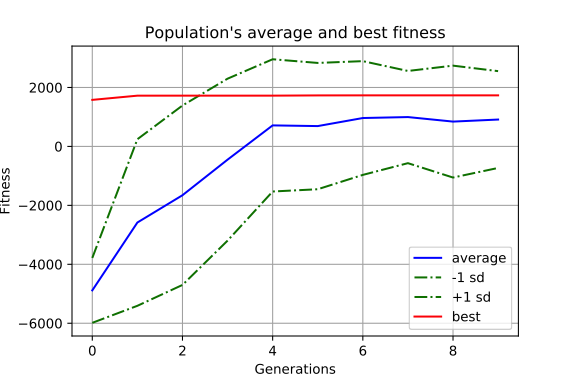 Population's average and best fitness
Fitness
2000
0
−2000
−4000
−6000
0 2 4 6 8
Generations
average
-1 sd
+1 sd
best